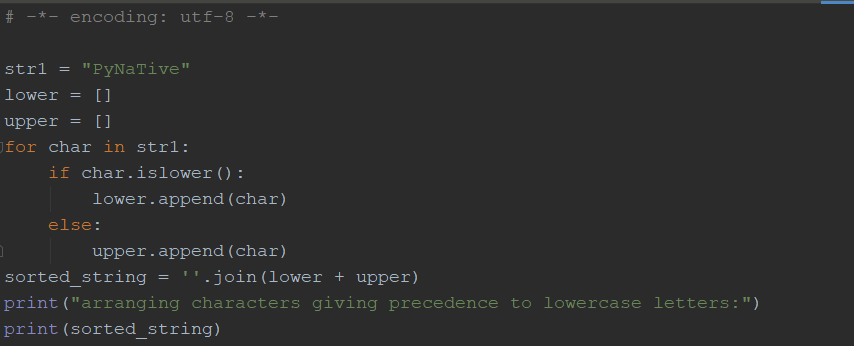 # -*- encoding: utf-8 -*-
str1 = "PyNaTive"
lower = []
upper = []
for char in str1:
    if char.islower():
        lower.append(char)
    else:
        upper.append(char)
sorted_string = ''.join(lower + upper)
print("arranging characters giving precedence to lowercase letters:")
print(sorted_string)